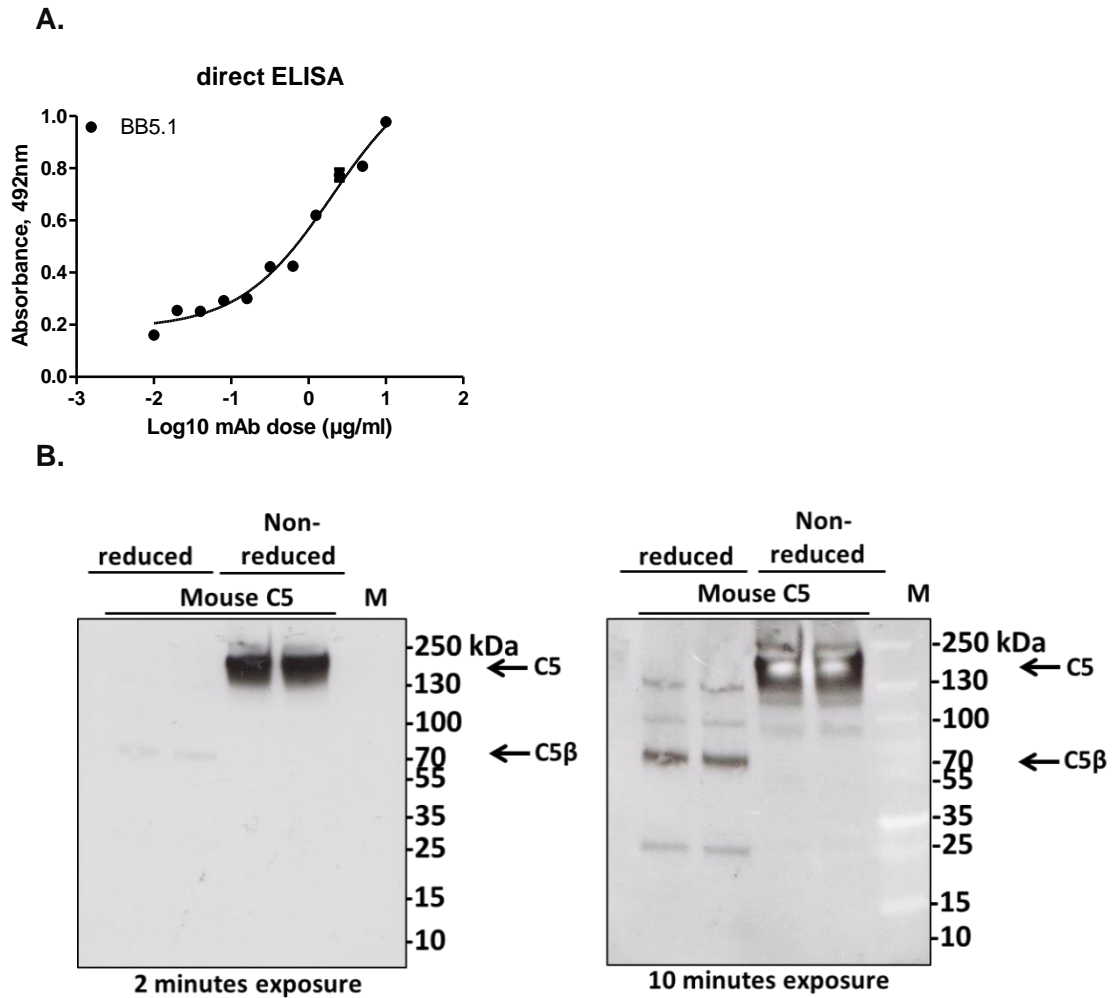 A.
direct ELISA
BB5.1
Absorbance, 492nm
1.0
0.8
0.6
0.4
0.2
0.0
-3 -2 -1 0 1 2
Log10 mAb dose (µg/ml)
B.
reduced Non-reduced
Mouse C5 M
-250 kDa
C5
-130
-100
-70
C5β
-55
-35
-25
-15
-10
2 minutes exposure
reduced Non-reduced
Mouse C5 M
-250 kDa
C5
-130
-100
-70
C5β
-55
-35
-25
-15
-10
10 minutes exposure